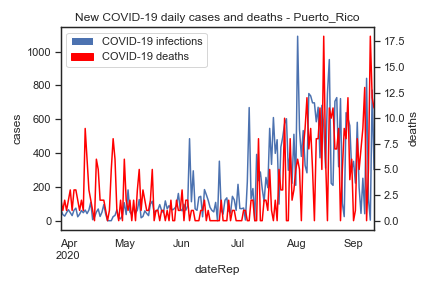 New COVID-19 daily cases and deaths - Puerto_Rico
COVID-19 infections
COVID-19 deaths
1000
800
600
400
200
0
cases
17.5
15.0
12.5
10.0
7.5
5.0
2.5
0.0
deaths
Apr May Jun Jul Aug Sep
2020
dateRep